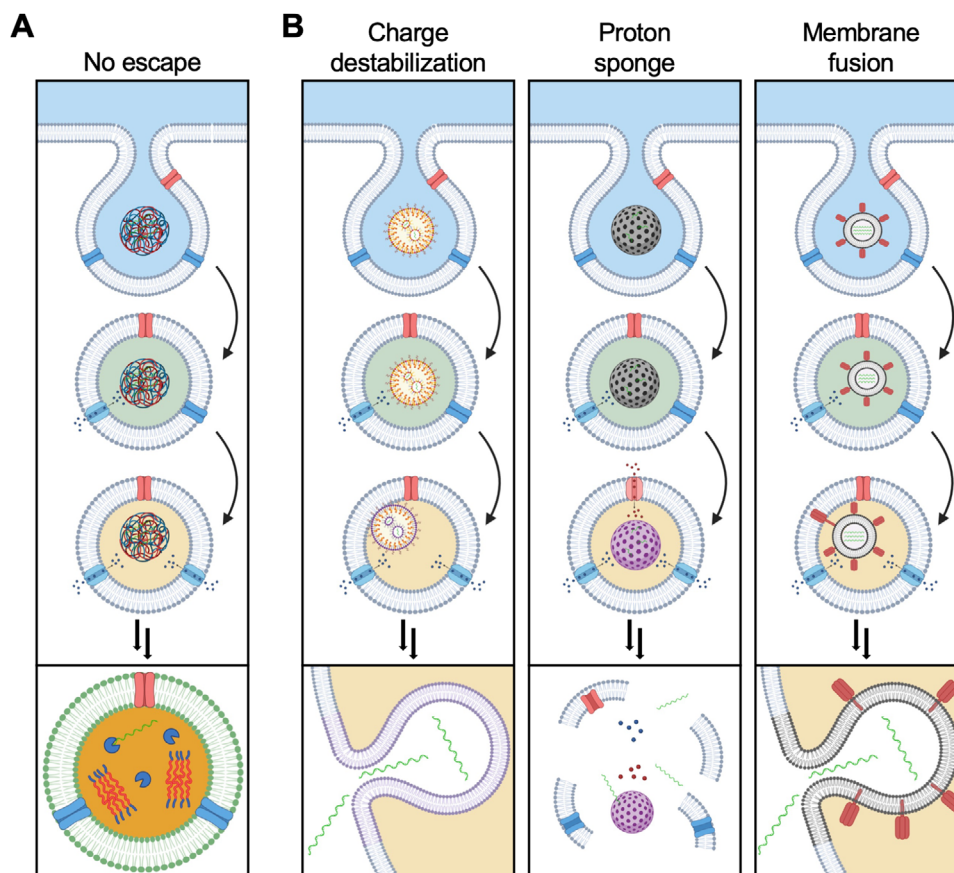 A
No escape
B
Charge
destabilization
Proton
sponge
Membrane
fusion